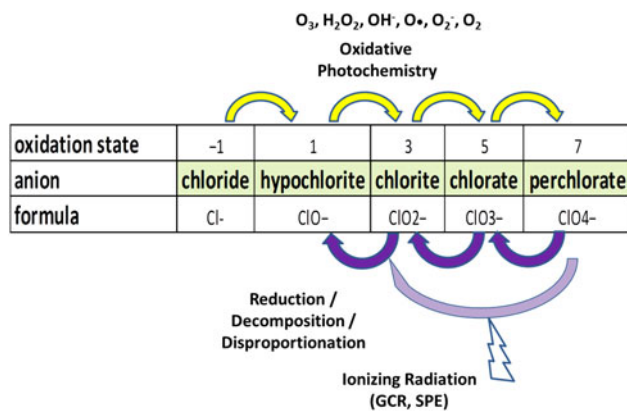 O₃, H₂O₂, OH⁻, O•, O₂⁻, O₂
Oxidative
Photochemistry
oxidation state –1 1 3 5 7
anion chloride hypochlorite chlorite chlorate perchlorate
formula Cl- ClO– ClO2– ClO3– ClO4–
Reduction /
Decomposition /
Disproportionation
Ionizing Radiation
(GCR, SPE)